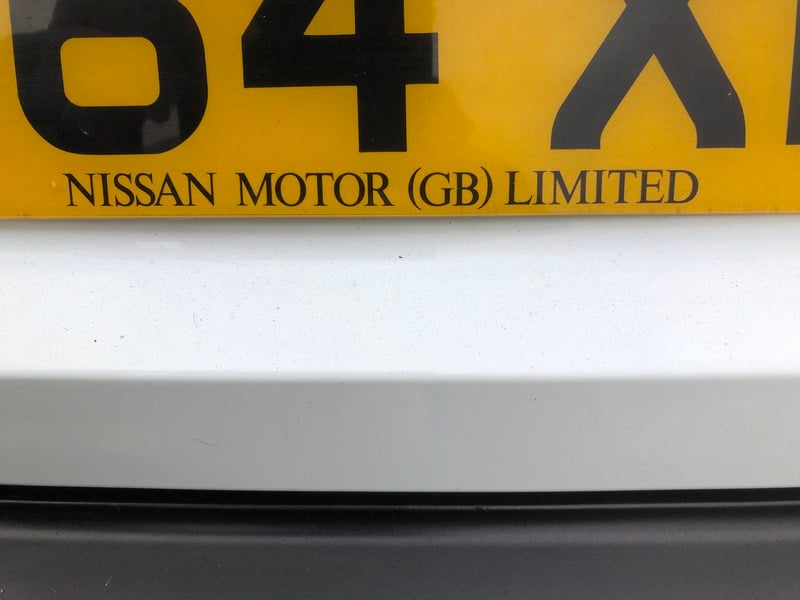 64 X
NISSAN MOTOR (GB) LIMITED